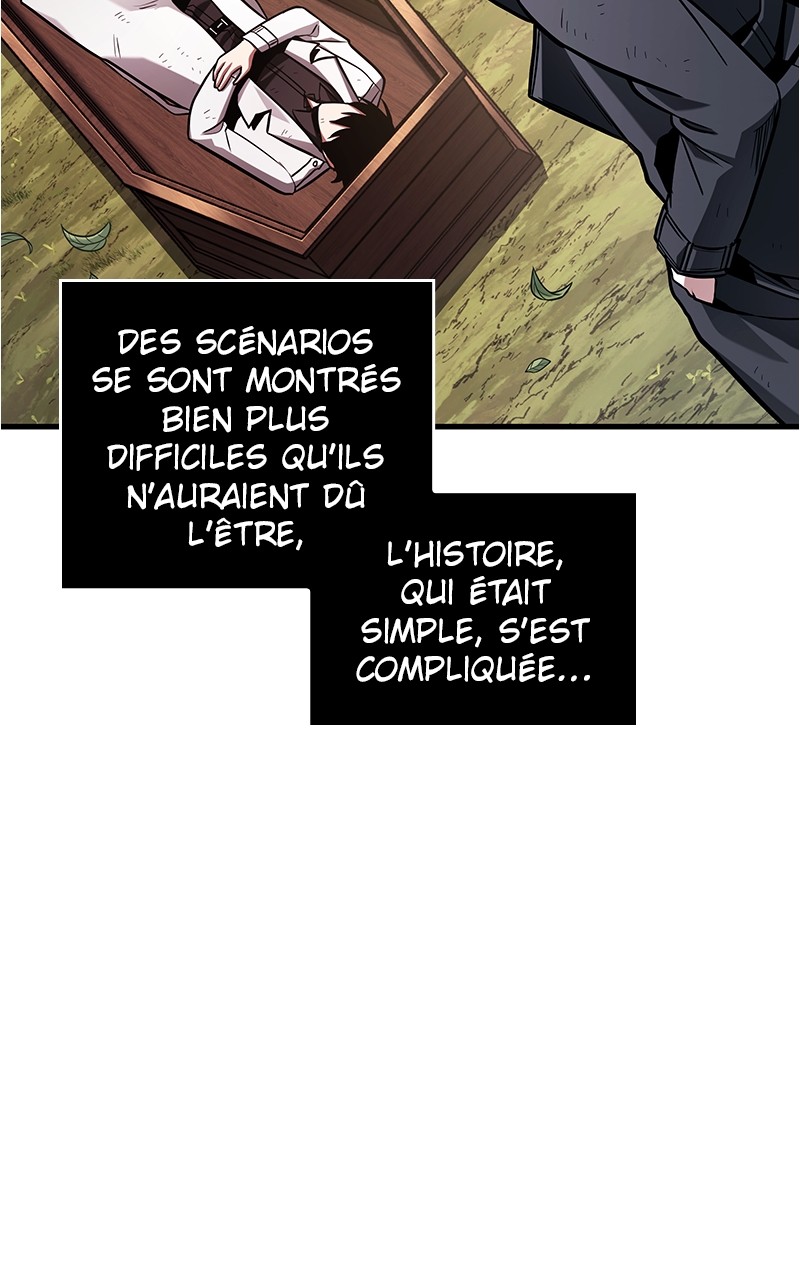 DES SCÉNARIOS
SE SONT MONTRÉS
BIEN PLUS
DIFFICILES QU'ILS
N'AURAIENT DÛ
L'ÊTRE,
L'HISTOIRE,
QUI ÉTAIT
SIMPLE, S'EST
COMPLIQUÉE...